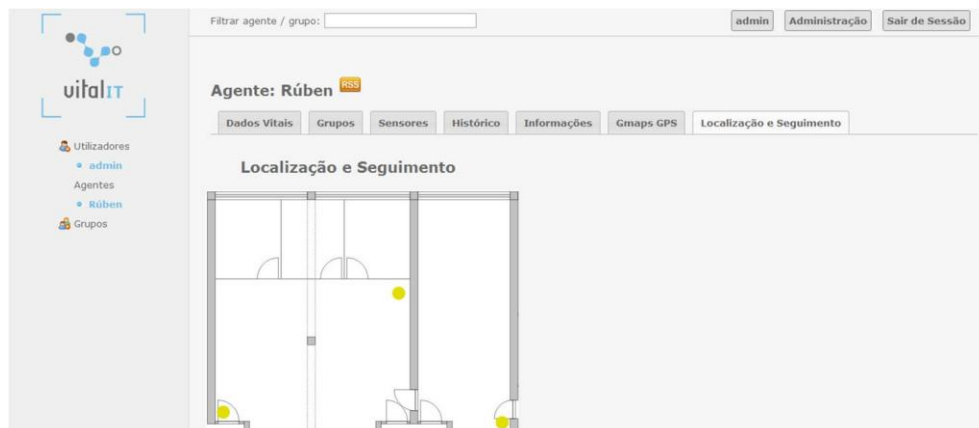 Filtrar agente / grupo:
admin
Administração
Sair de Sessão
vitalIT
Utilizadores
admin
Agentes
Rúben
Grupos
Agente: Rúben RSS
Dados Vitais
Grupos
Sensores
Histórico
Informações
Gmaps GPS
Localização e Seguimento
Localização e Seguimento